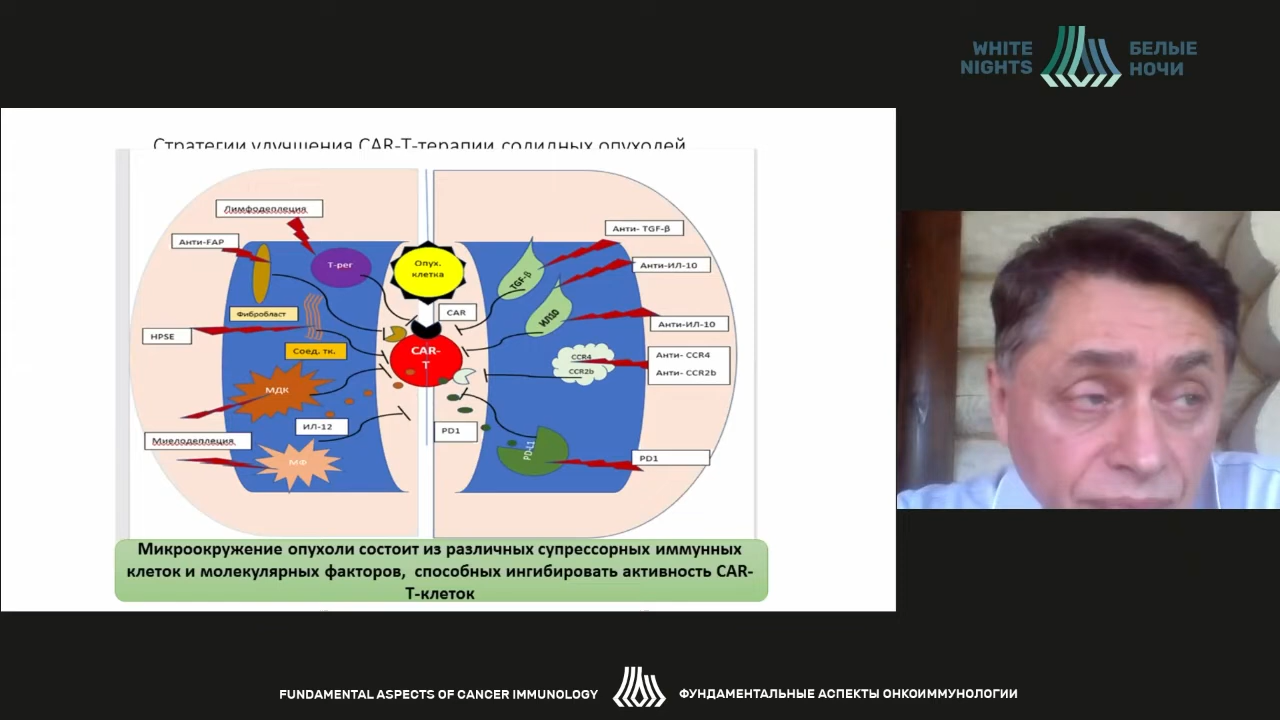 WHITE
NIGHTS
БЕЛЫЕ
НОЧИ
Стратегии улучшения CAR-T-терапии солидных опухолей
Лимфодеплеция
Анти-FAP
Т-рег
Опух.
клетка
Анти- TGF-β
Анти-ИЛ-10
TGF-β
ИЛ10
Фибробласт
CAR
Анти-ИЛ-10
HPSE
Соед. тк.
CAR-
T
CCR4
CCR2b
Анти- CCR4
Анти- CCR2b
МДК
ИЛ-12
PD1
Миелодеплеция
МФ
PD-L1
PD1
Микроокружение опухоли состоит из различных супрессорных иммунных
клеток и молекулярных факторов, способных ингибировать активность CAR-
Т-клеток
FUNDAMENTAL ASPECTS OF CANCER IMMUNOLOGY
ФУНДАМЕНТАЛЬНЫЕ АСПЕКТЫ ОНКОИММУНОЛОГИИ